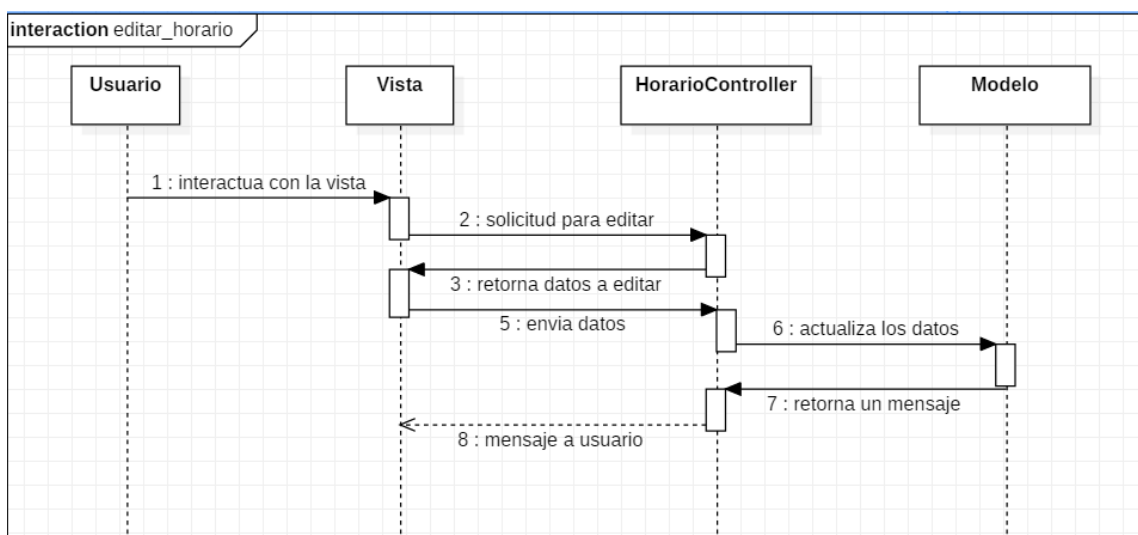 interaction editar_horario
Usuario
Vista
HorarioController
Modelo
1 : interactua con la vista
2 : solicitud para editar
3 : retorna datos a editar
5 : envia datos
6 : actualiza los datos
7 : retorna un mensaje
8 : mensaje a usuario